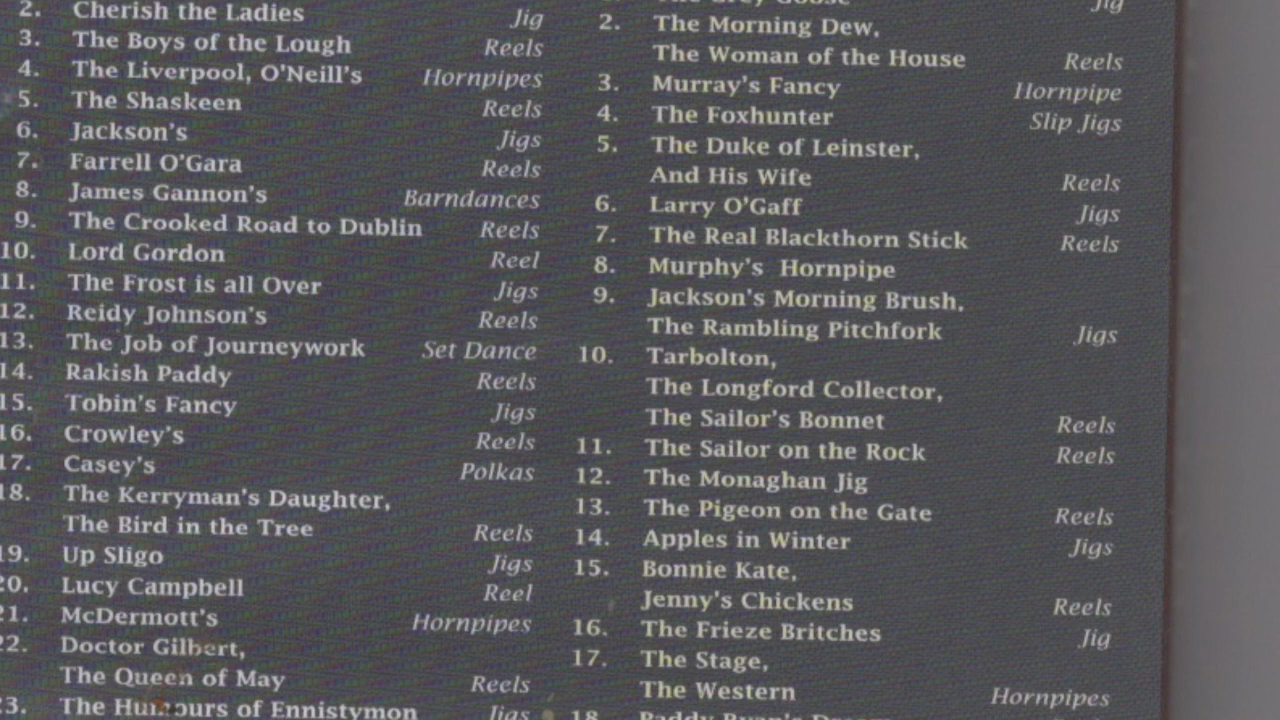 2. Cherish the Ladies Jig
3. The Boys of the Lough Reels
4. The Liverpool, O'Neill's Hornpipes
5. The Shaskeen Reels
6. Jackson's Jigs
7. Farrell O'Gara Reels
8. James Gannon's Barndances
9. The Crooked Road to Dublin Reels
10. Lord Gordon Reel
11. The Frost is all Over Jigs
12. Reidy Johnson's Reels
13. The Job of Journeywork Set Dance
14. Rakish Paddy Reels
15. Tobin's Fancy Jigs
16. Crowley's Reels
17. Casey's Polkas
18. The Kerryman's Daughter,
The Bird in the Tree Reels
19. Up Sligo Jigs
20. Lucy Campbell Reel
21. McDermott's Hornpipes
22. Doctor Gilbert,
The Queen of May Reels
23. The Humours of Ennistymon Jigs
The Grey Goose Jig
2. The Morning Dew,
The Woman of the House Reels
3. Murray's Fancy Hornpipe
4. The Foxhunter Slip Jigs
5. The Duke of Leinster,
And His Wife Reels
6. Larry O'Gaff Jigs
7. The Real Blackthorn Stick Reels
8. Murphy's Hornpipe
9. Jackson's Morning Brush,
The Rambling Pitchfork Jigs
10. Tarbolton,
The Longford Collector,
The Sailor's Bonnet Reels
11. The Sailor on the Rock Reels
12. The Monaghan Jig
13. The Pigeon on the Gate Reels
14. Apples in Winter Jigs
15. Bonnie Kate,
Jenny's Chickens Reels
16. The Frieze Britches Jig
17. The Stage,
The Western Hornpipes
18. Paddy Ryan's Dream